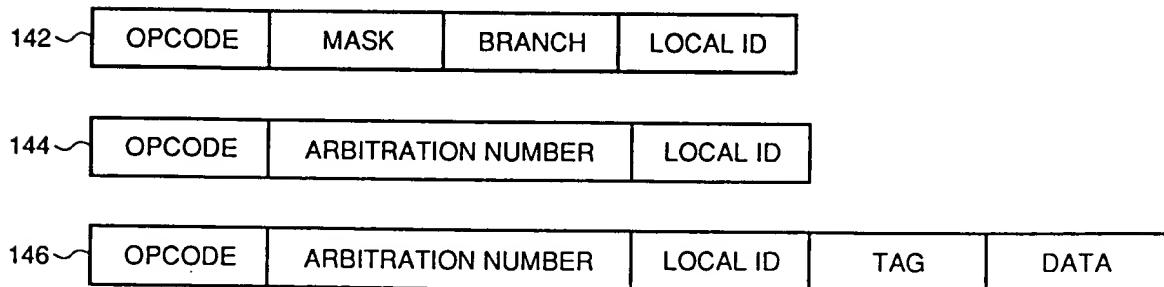 142 OPCODE MASK BRANCH LOCAL ID
144 OPCODE ARBITRATION NUMBER LOCAL ID
146 OPCODE ARBITRATION NUMBER LOCAL ID TAG DATA